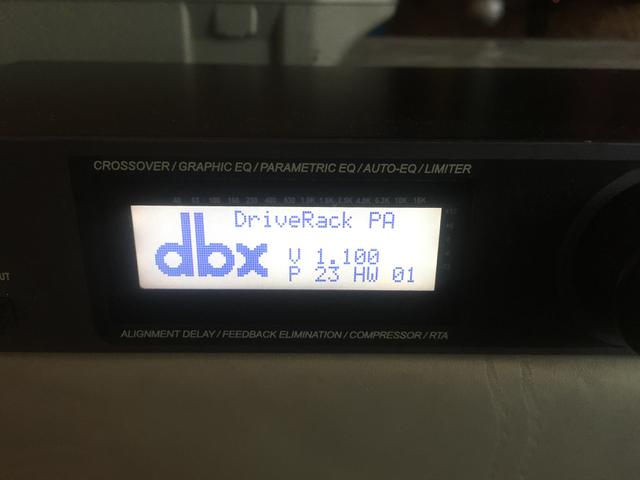 CROSSOVER / GRAPHIC EQ / PARAMETRIC EQ / AUTO-EQ / LIMITER
DriveRack PA
dbx
V 1.100
P 23 HW 01
ALIGNMENT DELAY / FEEDBACK ELIMINATION / COMPRESSOR / RTA